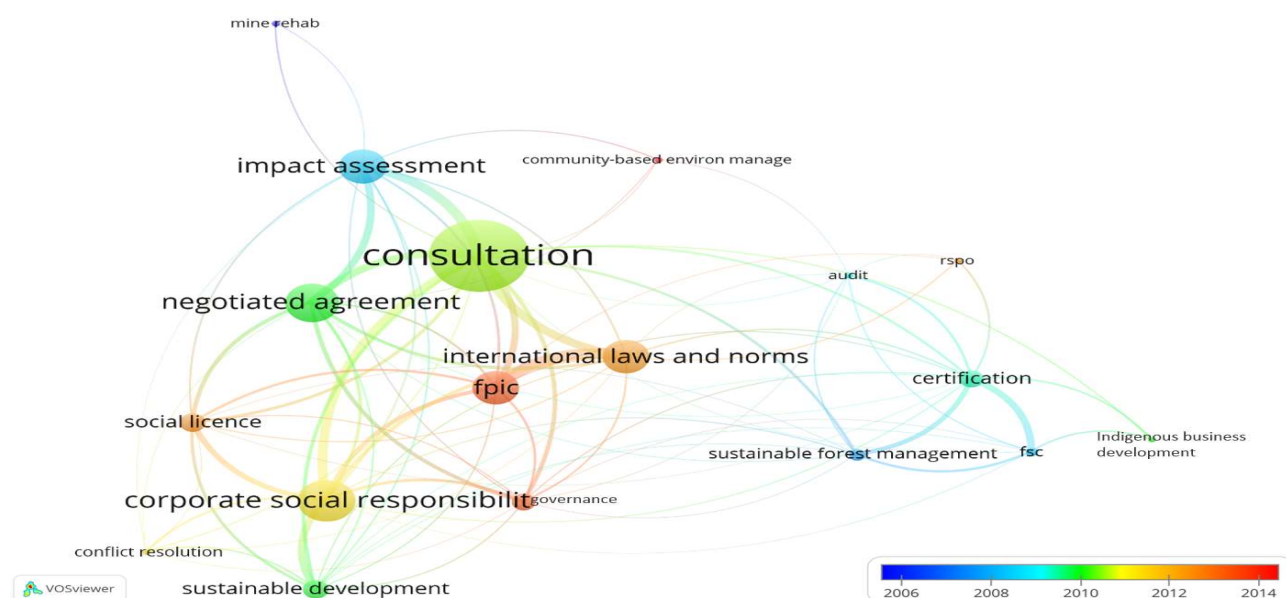 mine rehab
impact assessment
community-based environ manage
consultation
rspo
audit
negotiated agreement
international laws and norms
certification
fpic
social licence
Indigenous business
development
sustainable forest management
fsc
corporate social responsibilit
governance
conflict resolution
sustainable development
VOSviewer
2006 2008 2010 2012 2014